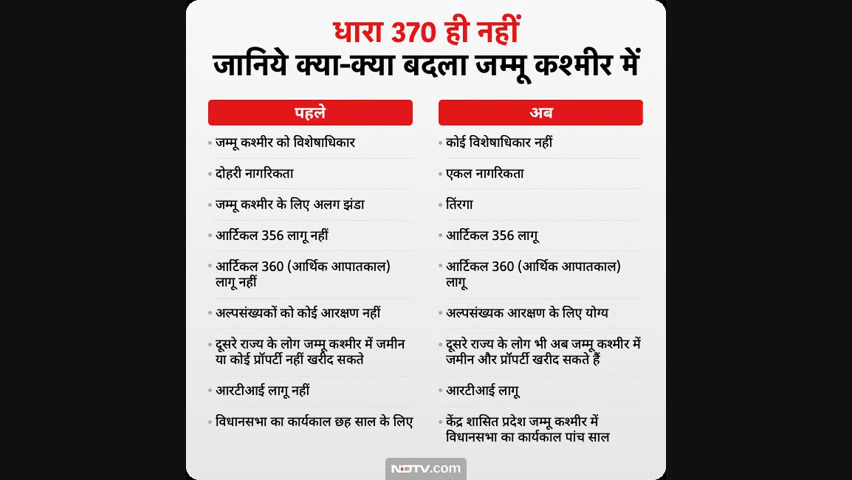 धारा 370 ही नहीं
जानिये क्या-क्या बदला जम्मू कश्मीर में
पहले
जम्मू कश्मीर को विशेषाधिकार
दोहरी नागरिकता
जम्मू कश्मीर के लिए अलग झंडा
आर्टिकल 356 लागू नहीं
आर्टिकल 360 (आर्थिक आपातकाल)
लागू नहीं
अल्पसंख्यकों को कोई आरक्षण नहीं
दूसरे राज्य के लोग जम्मू कश्मीर में जमीन
या कोई प्रॉपर्टी नहीं खरीद सकते
आरटीआई लागू नहीं
विधानसभा का कार्यकाल छह साल के लिए
अब
कोई विशेषाधिकार नहीं
एकल नागरिकता
तिंरगा
आर्टिकल 356 लागू
आर्टिकल 360 (आर्थिक आपातकाल)
लागू
अल्पसंख्यक आरक्षण के लिए योग्य
दूसरे राज्य के लोग भी अब जम्मू कश्मीर में
जमीन और प्रॉपर्टी खरीद सकते हैं
आरटीआई लागू
केंद्र शासित प्रदेश जम्मू कश्मीर में
विधानसभा का कार्यकाल पांच साल
NDTV.com